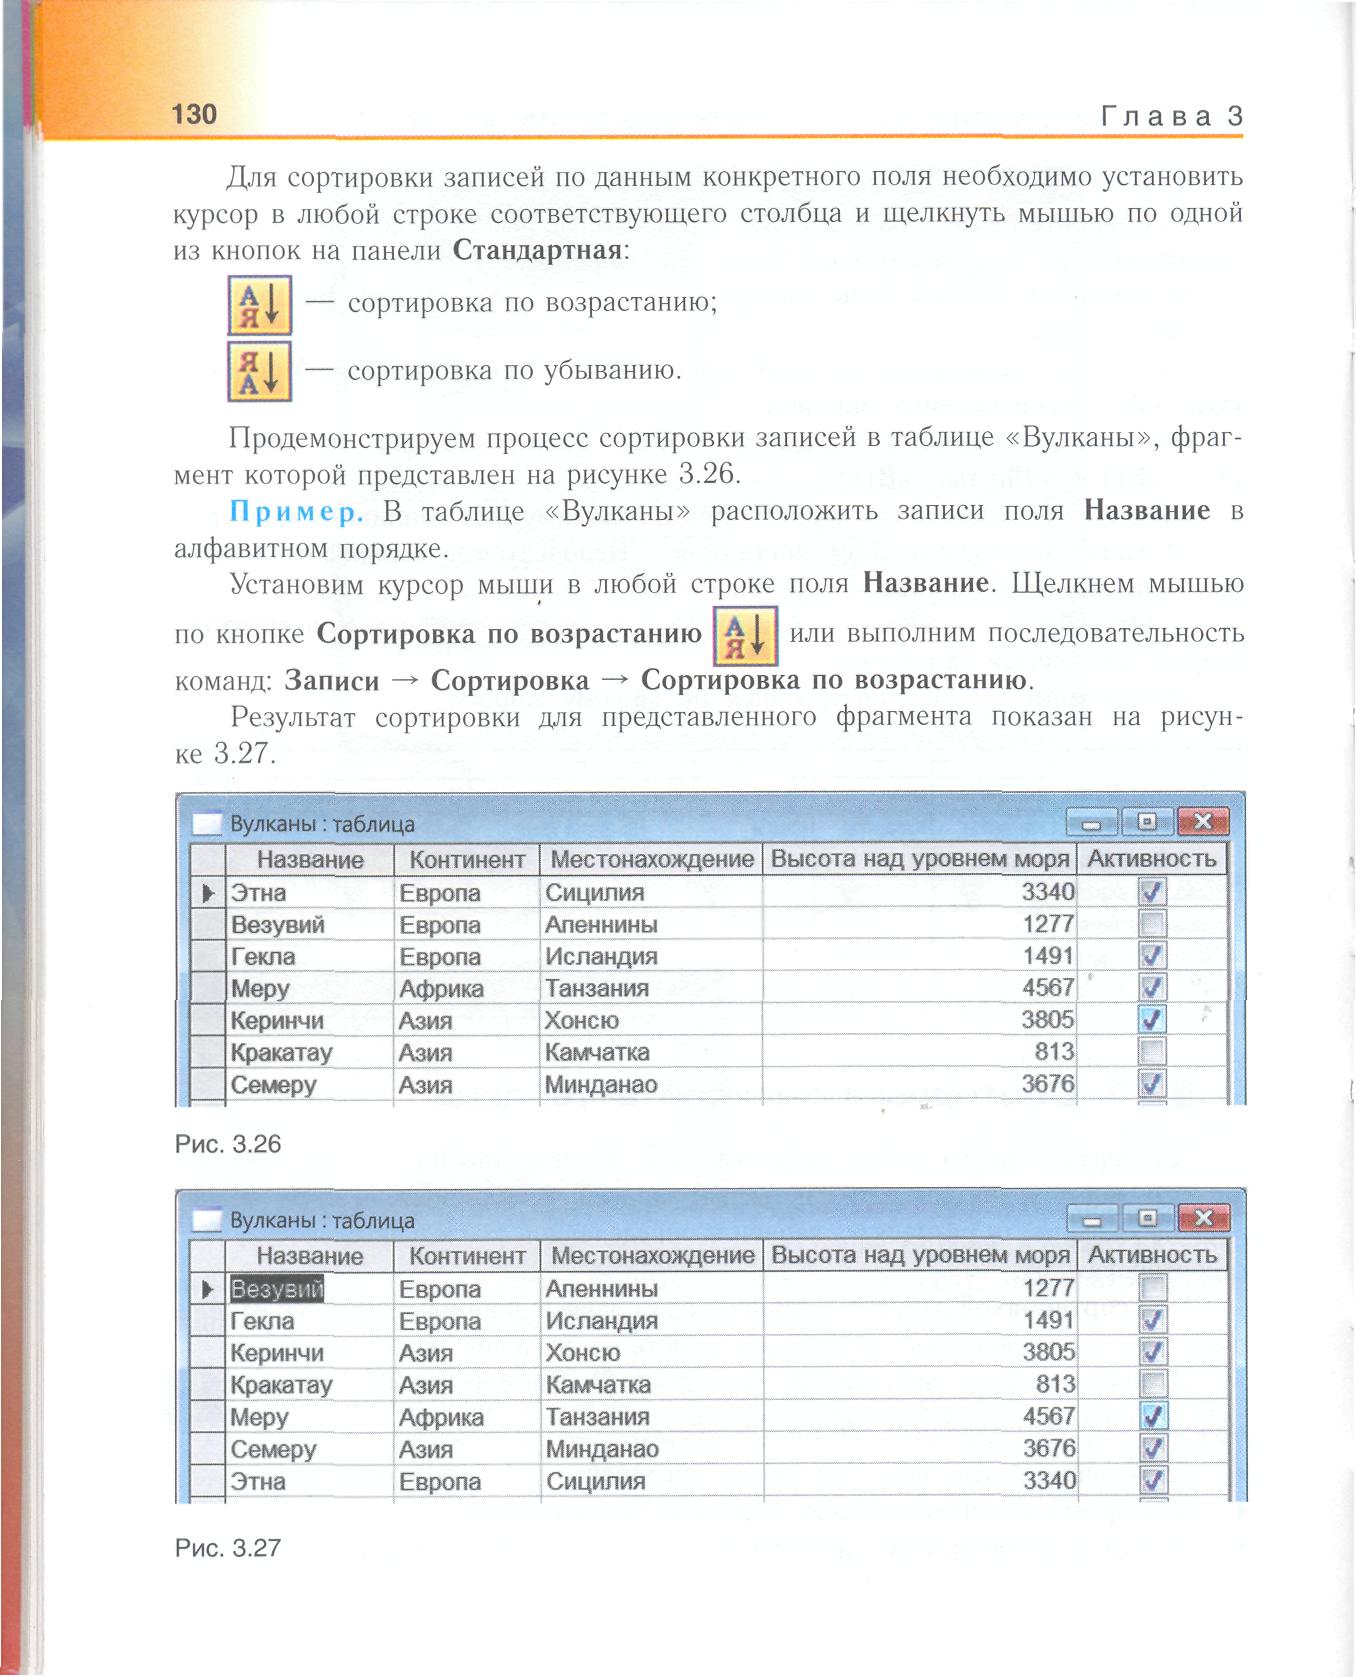 130
Глава 3
Для сортировки записей по данным конкретного поля необходимо установить
курсор в любой строке соответствующего столбца и щелкнуть мышью по одной
из кнопок на панели Стандартная:
А
Я — сортировка по возрастанию;
Я
А — сортировка по убыванию.
Продемонстрируем процесс сортировки записей в таблице «Вулканы», фраг-
мент которой представлен на рисунке 3.26.
Пример. В таблице «Вулканы» расположить записи поля Название в
алфавитном порядке.
Установим курсор мыши в любой строке поля Название. Щелкнем мышью
по кнопке Сортировка по возрастанию А Я или выполним последовательность
команд: Записи → Сортировка → Сортировка по возрастанию.
Результат сортировки для представленного фрагмента показан на рисун-
ке 3.27.
Вулканы : таблица
Название Континент Местонахождение Высота над уровнем моря Активность
Этна Европа Сицилия 3340
Везувий Европа Апеннины 1277
Гекла Европа Исландия 1491
Меру Африка Танзания 4567
Керинчи Азия Хонсю 3805
Кракатау Азия Камчатка 813
Семеру Азия Минданао 3676
Рис. 3.26
Вулканы : таблица
Название Континент Местонахождение Высота над уровнем моря Активность
Везувий Европа Апеннины 1277
Гекла Европа Исландия 1491
Керинчи Азия Хонсю 3805
Кракатау Азия Камчатка 813
Меру Африка Танзания 4567
Семеру Азия Минданао 3676
Этна Европа Сицилия 3340
Рис. 3.27